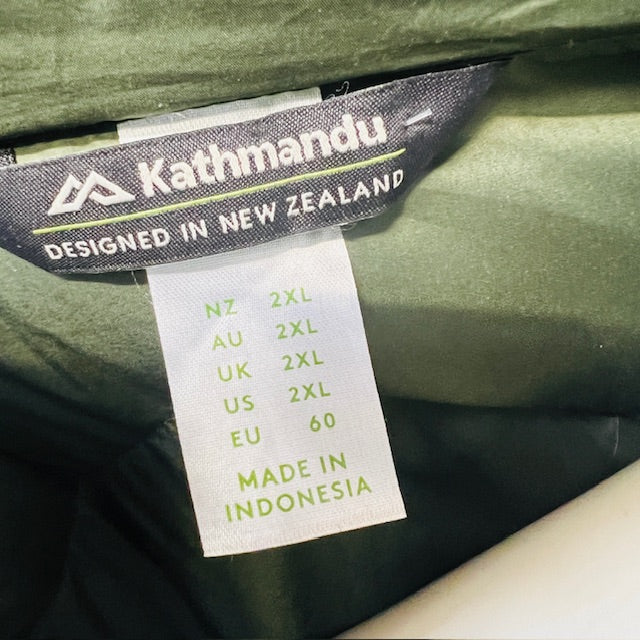 Kathmandu
DESIGNED IN NEW ZEALAND
NZ 2XL
AU 2XL
UK 2XL
US 2XL
EU 60
MADE IN
INDONESIA